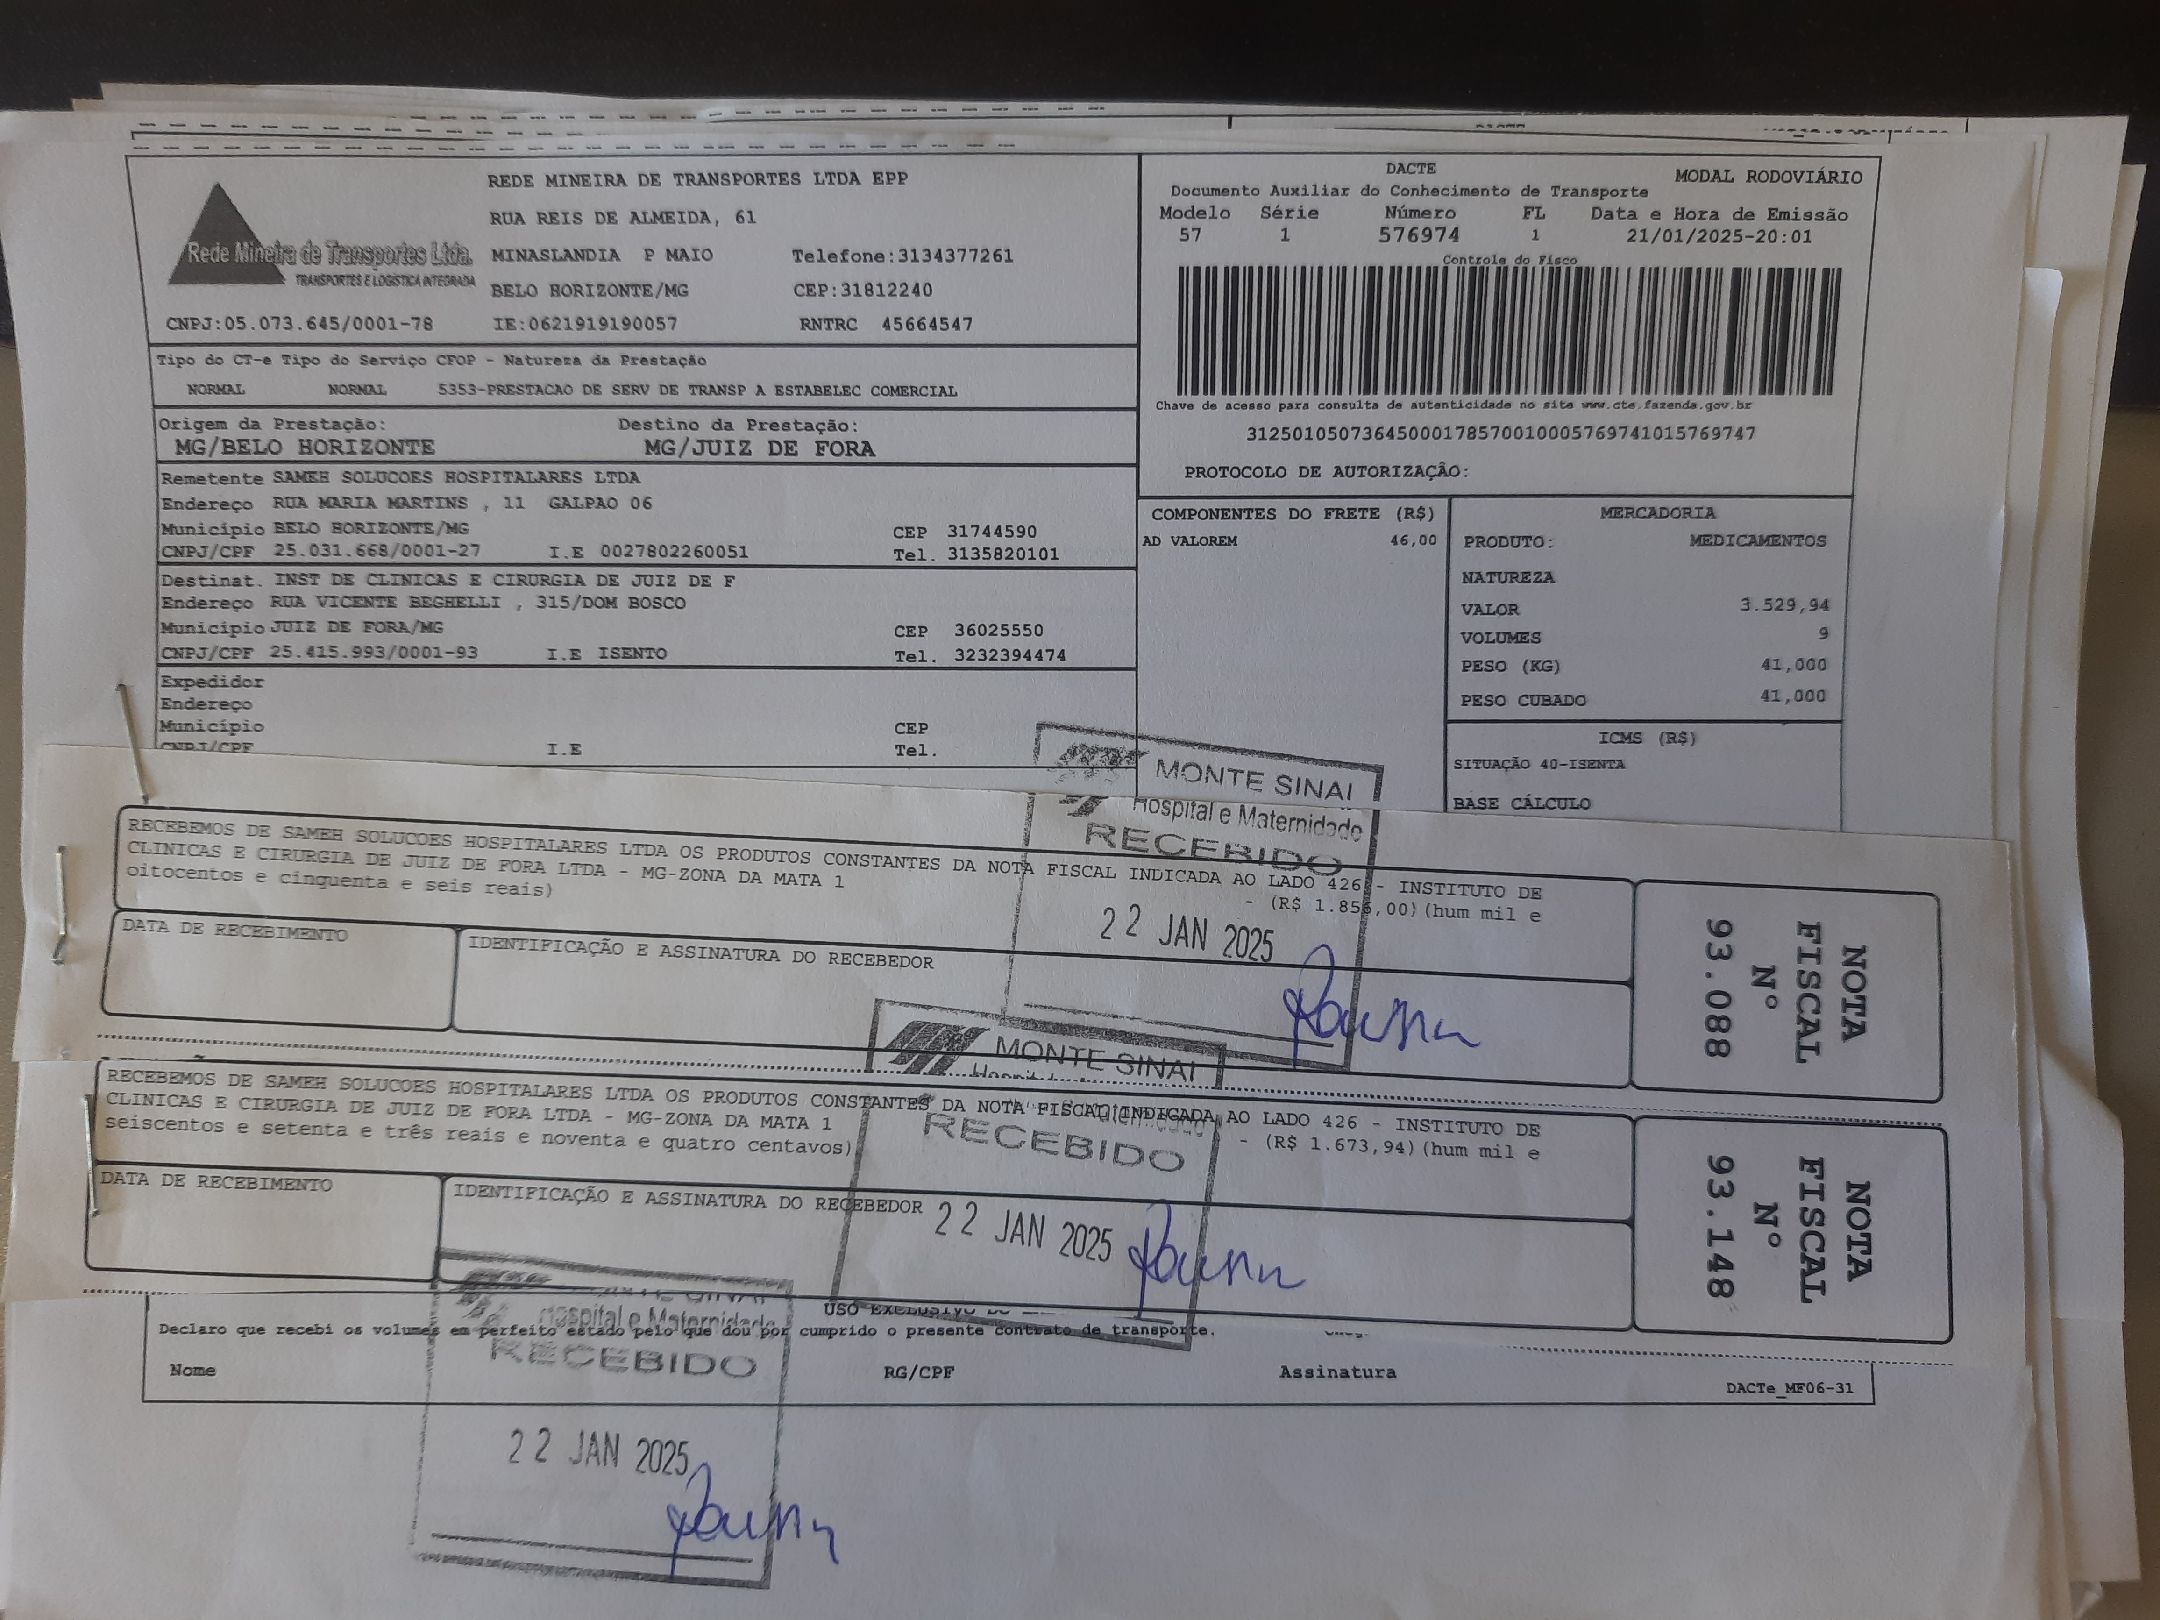 REDE MINEIRA DE TRANSPORTES LTDA EPP
RUA REIS DE ALMEIDA, 61
Rede Mineira de Transportes Ltda.
TRANSPORTES E LOGÍSTICA INTEGRADA
MINASLANDIA P MAIO Telefone:3134377261
BELO HORIZONTE/MG CEP:31812240
CNPJ:05.073.645/0001-78 IE:0621919190057 RNTRC 45664547
DACTE MODAL RODOVIÁRIO
Documento Auxiliar do Conhecimento de Transporte
Modelo Série Número FL Data e Hora de Emissão
57 1 576974 1 21/01/2025-20:01
Controle do Fisco
Chave de acesso para consulta de autenticidade no site www.cte.fazenda.gov.br
31250105073645000178570010005769741015769747
PROTOCOLO DE AUTORIZAÇÃO:
Tipo do CT-e Tipo do Serviço CFOP - Natureza da Prestação
NORMAL NORMAL 5353-PRESTACAO DE SERV DE TRANSP A ESTABELEC COMERCIAL
Origem da Prestação: Destino da Prestação:
MG/BELO HORIZONTE MG/JUIZ DE FORA
Remetente SAMEH SOLUCOES HOSPITALARES LTDA
Endereço RUA MARIA MARTINS , 11 GALPAO 06
Município BELO HORIZONTE/MG CEP 31744590
CNPJ/CPF 25.031.668/0001-27 I.E 0027802260051 Tel. 3135820101
Destinat. INST DE CLINICAS E CIRURGIA DE JUIZ DE F
Endereço RUA VICENTE BEGHELLI , 315/DOM BOSCO
Município JUIZ DE FORA/MG CEP 36025550
CNPJ/CPF 25.415.993/0001-93 I.E ISENTO Tel. 3232394474
Expedidor
Endereço
Município CEP
CNPJ/CPF I.E Tel.
COMPONENTES DO FRETE (R$)
AD VALOREM 46,00
MERCADORIA
PRODUTO: MEDICAMENTOS
NATUREZA
VALOR 3.529,94
VOLUMES 9
PESO (KG) 41,000
PESO CUBADO 41,000
ICMS (R$)
SITUAÇÃO 40-ISENTA
BASE CÁLCULO
MONTE SINAI
Hospital e Maternidade
RECEBIDO
22 JAN 2025
RECEBEMOS DE SAMEH SOLUCOES HOSPITALARES LTDA OS PRODUTOS CONSTANTES DA NOTA FISCAL INDICADA AO LADO 426 - INSTITUTO DE
CLINICAS E CIRURGIA DE JUIZ DE FORA LTDA - MG-ZONA DA MATA 1 - (R$ 1.856,00)(hum mil e
oitocentos e cinquenta e seis reais)
DATA DE RECEBIMENTO IDENTIFICAÇÃO E ASSINATURA DO RECEBEDOR
NOTA
FISCAL
Nº
93.088
MONTE SINAI
RECEBIDO
22 JAN 2025
RECEBEMOS DE SAMEH SOLUCOES HOSPITALARES LTDA OS PRODUTOS CONSTANTES DA NOTA FISCAL INDICADA AO LADO 426 - INSTITUTO DE
CLINICAS E CIRURGIA DE JUIZ DE FORA LTDA - MG-ZONA DA MATA 1 - (R$ 1.673,94)(hum mil e
seiscentos e setenta e três reais e noventa e quatro centavos)
DATA DE RECEBIMENTO IDENTIFICAÇÃO E ASSINATURA DO RECEBEDOR
NOTA
FISCAL
Nº
93.148
USO EXCLUSIVO
Declaro que recebi os volumes em perfeito estado pelo que dou por cumprido o presente contrato de transporte.
Nome RG/CPF Assinatura
DACTe_MF06-31
Hospital e Maternidade
RECEBIDO
22 JAN 2025